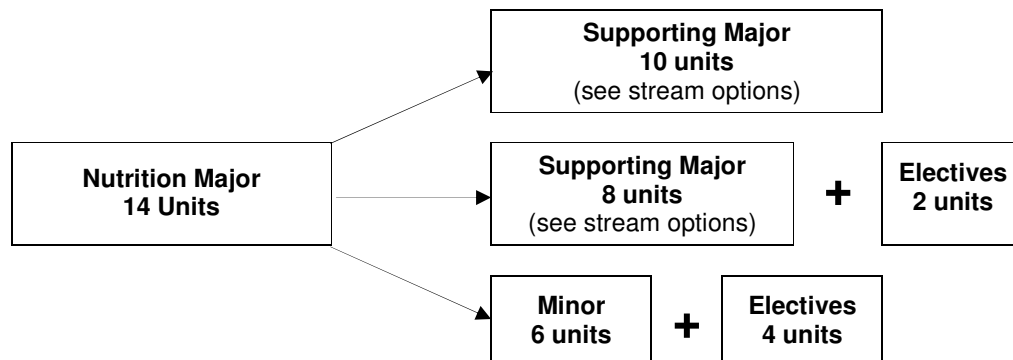 Supporting Major
10 units
(see stream options)
Nutrition Major
14 Units
Supporting Major
8 units
(see stream options)
+
Electives
2 units
Minor
6 units
+
Electives
4 units